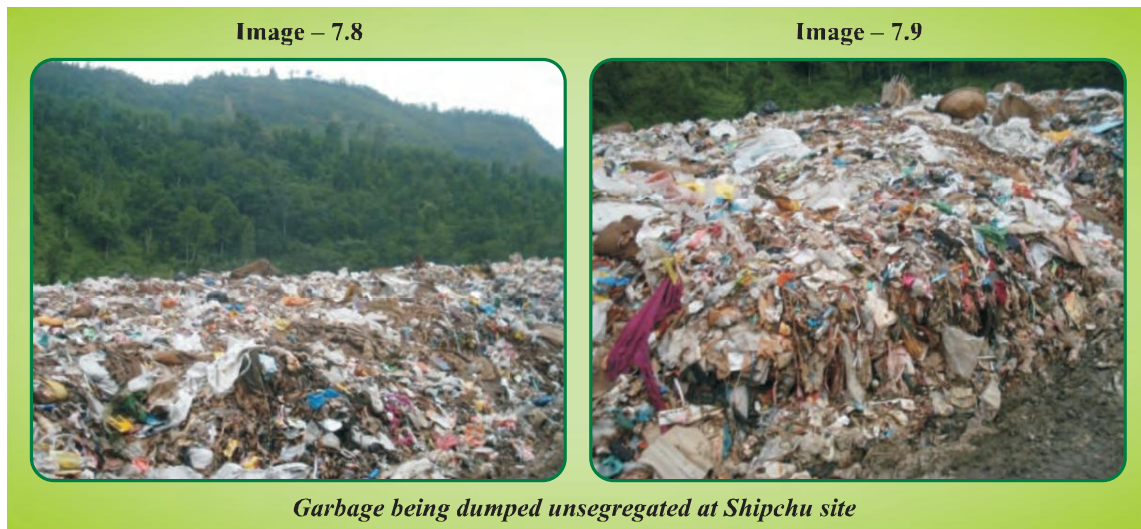 Image – 7.8
Image – 7.9
Garbage being dumped unsegregated at Shipchu site